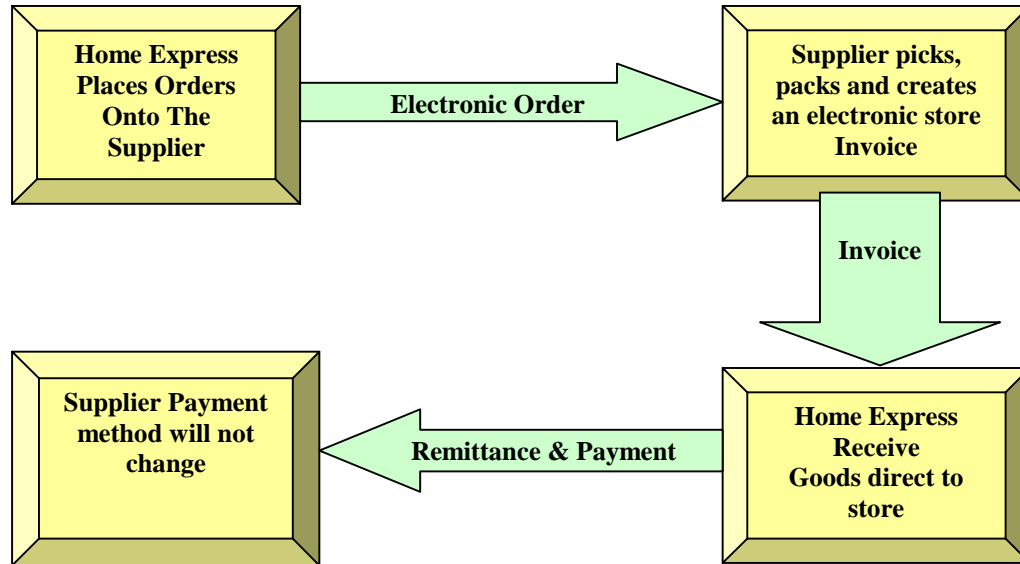 Home Express
Places Orders
Onto The
Supplier
Electronic Order
Supplier picks,
packs and creates
an electronic store
Invoice
Invoice
Home Express
Receive
Goods direct to
store
Remittance & Payment
Supplier Payment
method will not
change